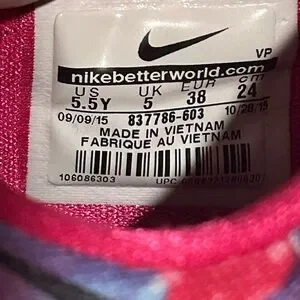 VP
nikebetterworld.com
US UK EUR cm
5.5Y 5 38 24
09/09/15 837786-603 10/28/15
MADE IN VIETNAM
FABRIQUE AU VIETNAM
106086303 UPC